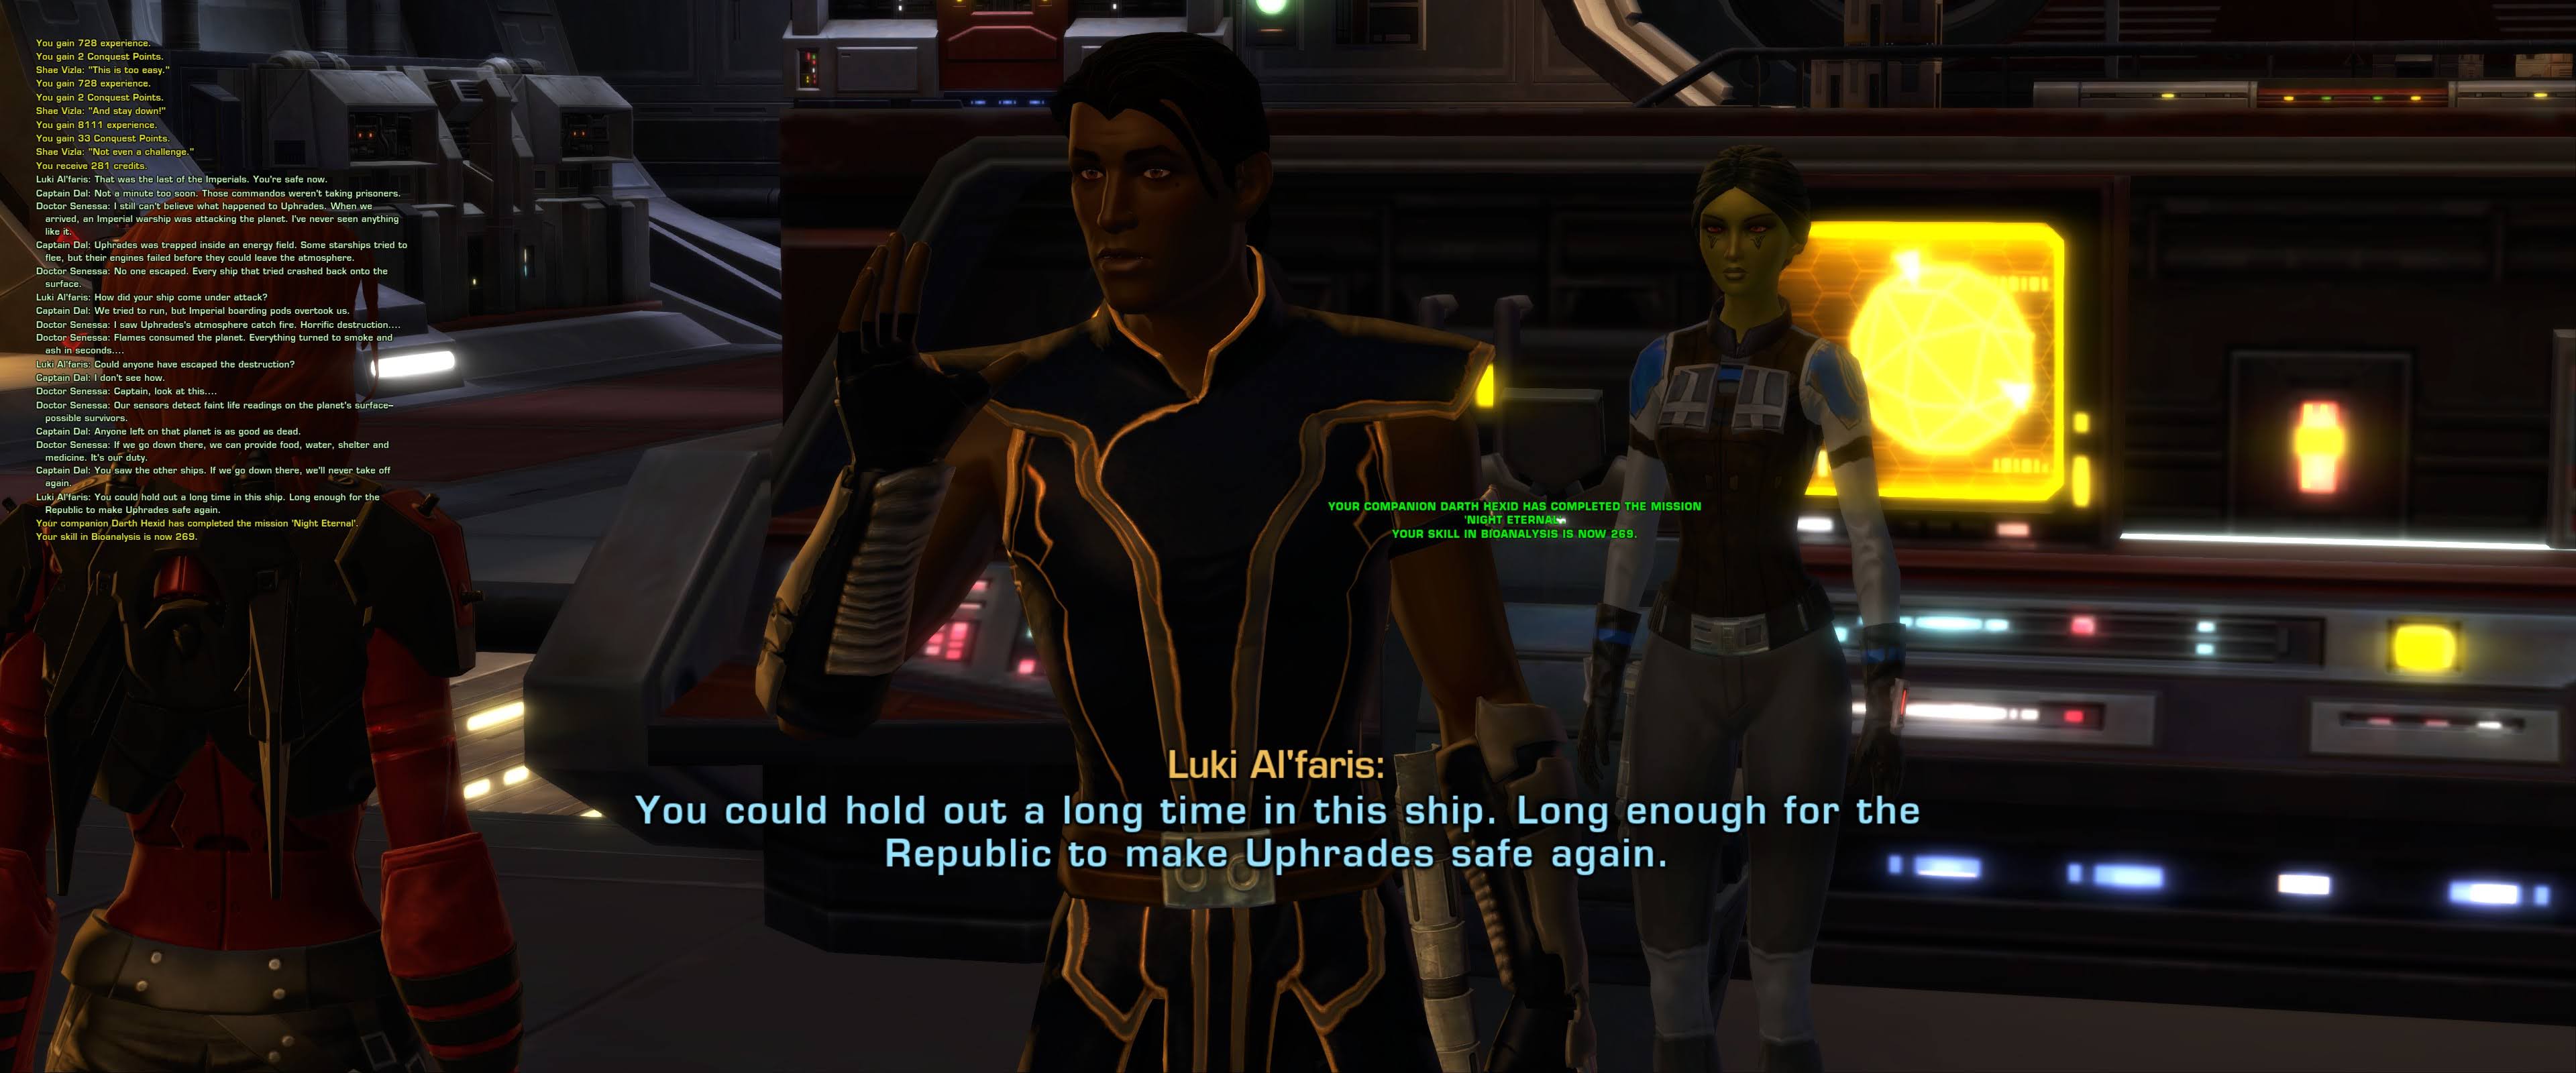 You gain 728 experience.
You gain 2 Conquest Points.
Shae Vizla: "This is too easy."
You gain 728 experience.
You gain 2 Conquest Points.
Shae Vizla: "And stay down!"
You gain 8111 experience.
You gain 33 Conquest Points.
Shae Vizla: "Not even a challenge."
You receive 281 credits.
Luki Al'faris: That was the last of the Imperials. You're safe now.
Captain Dal: Not a minute too soon. Those commandos weren't taking prisoners.
Doctor Senessa: I still can't believe what happened to Uphrades. When we
arrived, an Imperial warship was attacking the planet. I've never seen anything
like it.
Captain Dal: Uphrades was trapped inside an energy field. Some starships tried to
flee, but their engines failed before they could leave the atmosphere.
Doctor Senessa: No one escaped. Every ship that tried crashed back onto the
surface.
Luki Al'faris: How did your ship come under attack?
Captain Dal: We tried to run, but Imperial boarding pods overtook us.
Doctor Senessa: I saw Uphrades's atmosphere catch fire. Horrific destruction....
Doctor Senessa: Flames consumed the planet. Everything turned to smoke and
ash in seconds....
Luki Al'faris: Could anyone have escaped the destruction?
Captain Dal: I don't see how.
Doctor Senessa: Captain, look at this....
Doctor Senessa: Our sensors detect faint life readings on the planet's surface–
possible survivors.
Captain Dal: Anyone left on that planet is as good as dead.
Doctor Senessa: If we go down there, we can provide food, water, shelter and
medicine. It's our duty.
Captain Dal: You saw the other ships. If we go down there, we'll never take off
again.
Luki Al'faris: You could hold out a long time in this ship. Long enough for the
Republic to make Uphrades safe again.
Your companion Darth Hexid has completed the mission 'Night Eternal'.
Your skill in Bioanalysis is now 269.
YOUR COMPANION DARTH HEXID HAS COMPLETED THE MISSION
'NIGHT ETERNAL'.
YOUR SKILL IN BIOANALYSIS IS NOW 269.
Luki Al'faris:
You could hold out a long time in this ship. Long enough for the
Republic to make Uphrades safe again.